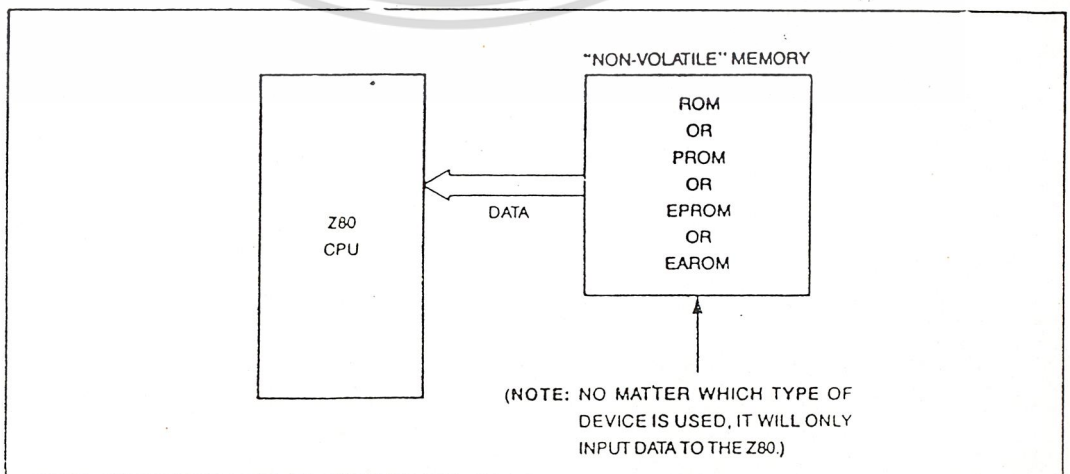 "NON-VOLATILE" MEMORY
ROM
OR
PROM
OR
EPROM
OR
EAROM
DATA
Z80
CPU
(NOTE: NO MATTER WHICH TYPE OF
DEVICE IS USED, IT WILL ONLY
INPUT DATA TO THE Z80.)